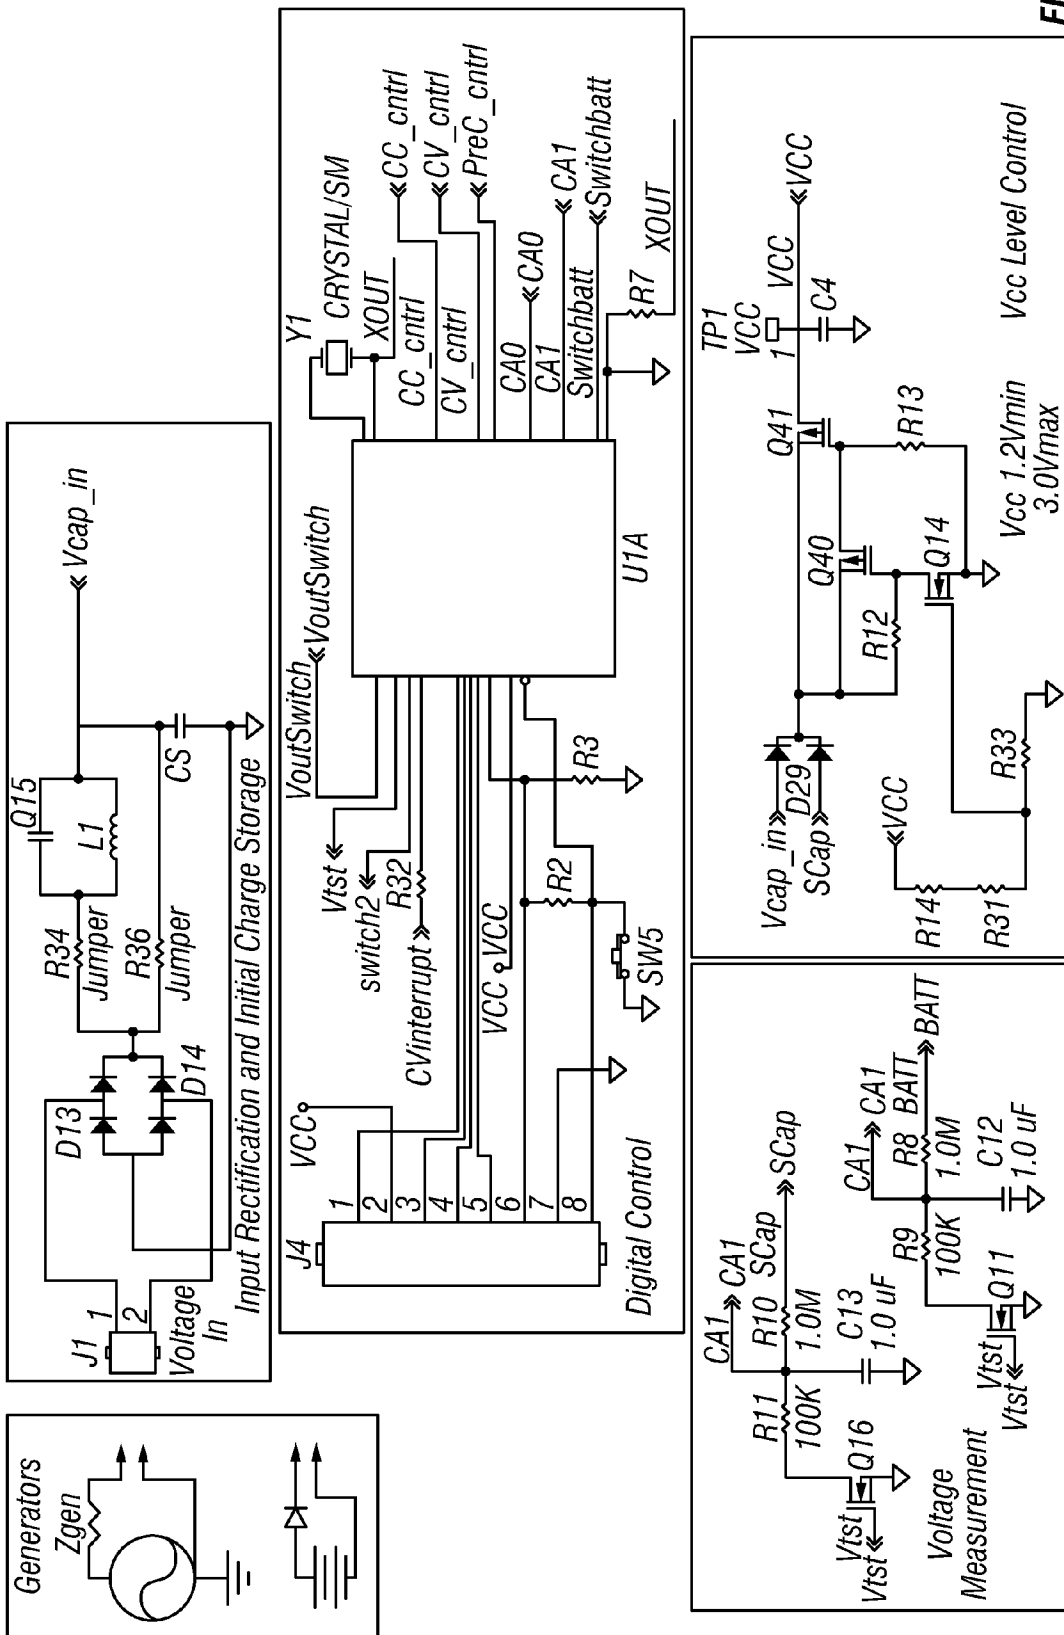 Generators
Zgen
J1
1
2
Voltage
In
D13
D14
R34
Jumper
R36
Jumper
Q15
L1
CS
Vcap_in
Input Rectification and Initial Charge Storage
J4
1
2
3
4
5
6
7
8
VCC
Vtst
switch2
R32
CVinterrupt
VCC
VCC
R2
SW5
R3
VoutSwitch
VoutSwitch
U1A
Y1
CRYSTAL/SM
XOUT
CC_cntrl
CC_cntrl
CV_cntrl
CV_cntrl
PreC_cntrl
CA0
CA0
CA1
CA1
Switchbatt
Switchbatt
R7
XOUT
Digital Control
CA1
CA1
R11
100K
R10
1.0M
SCap
SCap
C13
1.0 uF
Q16
Vtst
Vtst
CA1
CA1
R9
100K
R8
1.0M
BATT
BATT
C12
1.0 uF
Q11
Vtst
Vtst
Voltage
Measurement
Vcap_in
SCap
D29
VCC
R14
R31
R33
R12
Q40
Q14
Q41
R13
TP1
VCC
1
C4
VCC
VCC
Vcc 1.2Vmin
3.0Vmax
Vcc Level Control